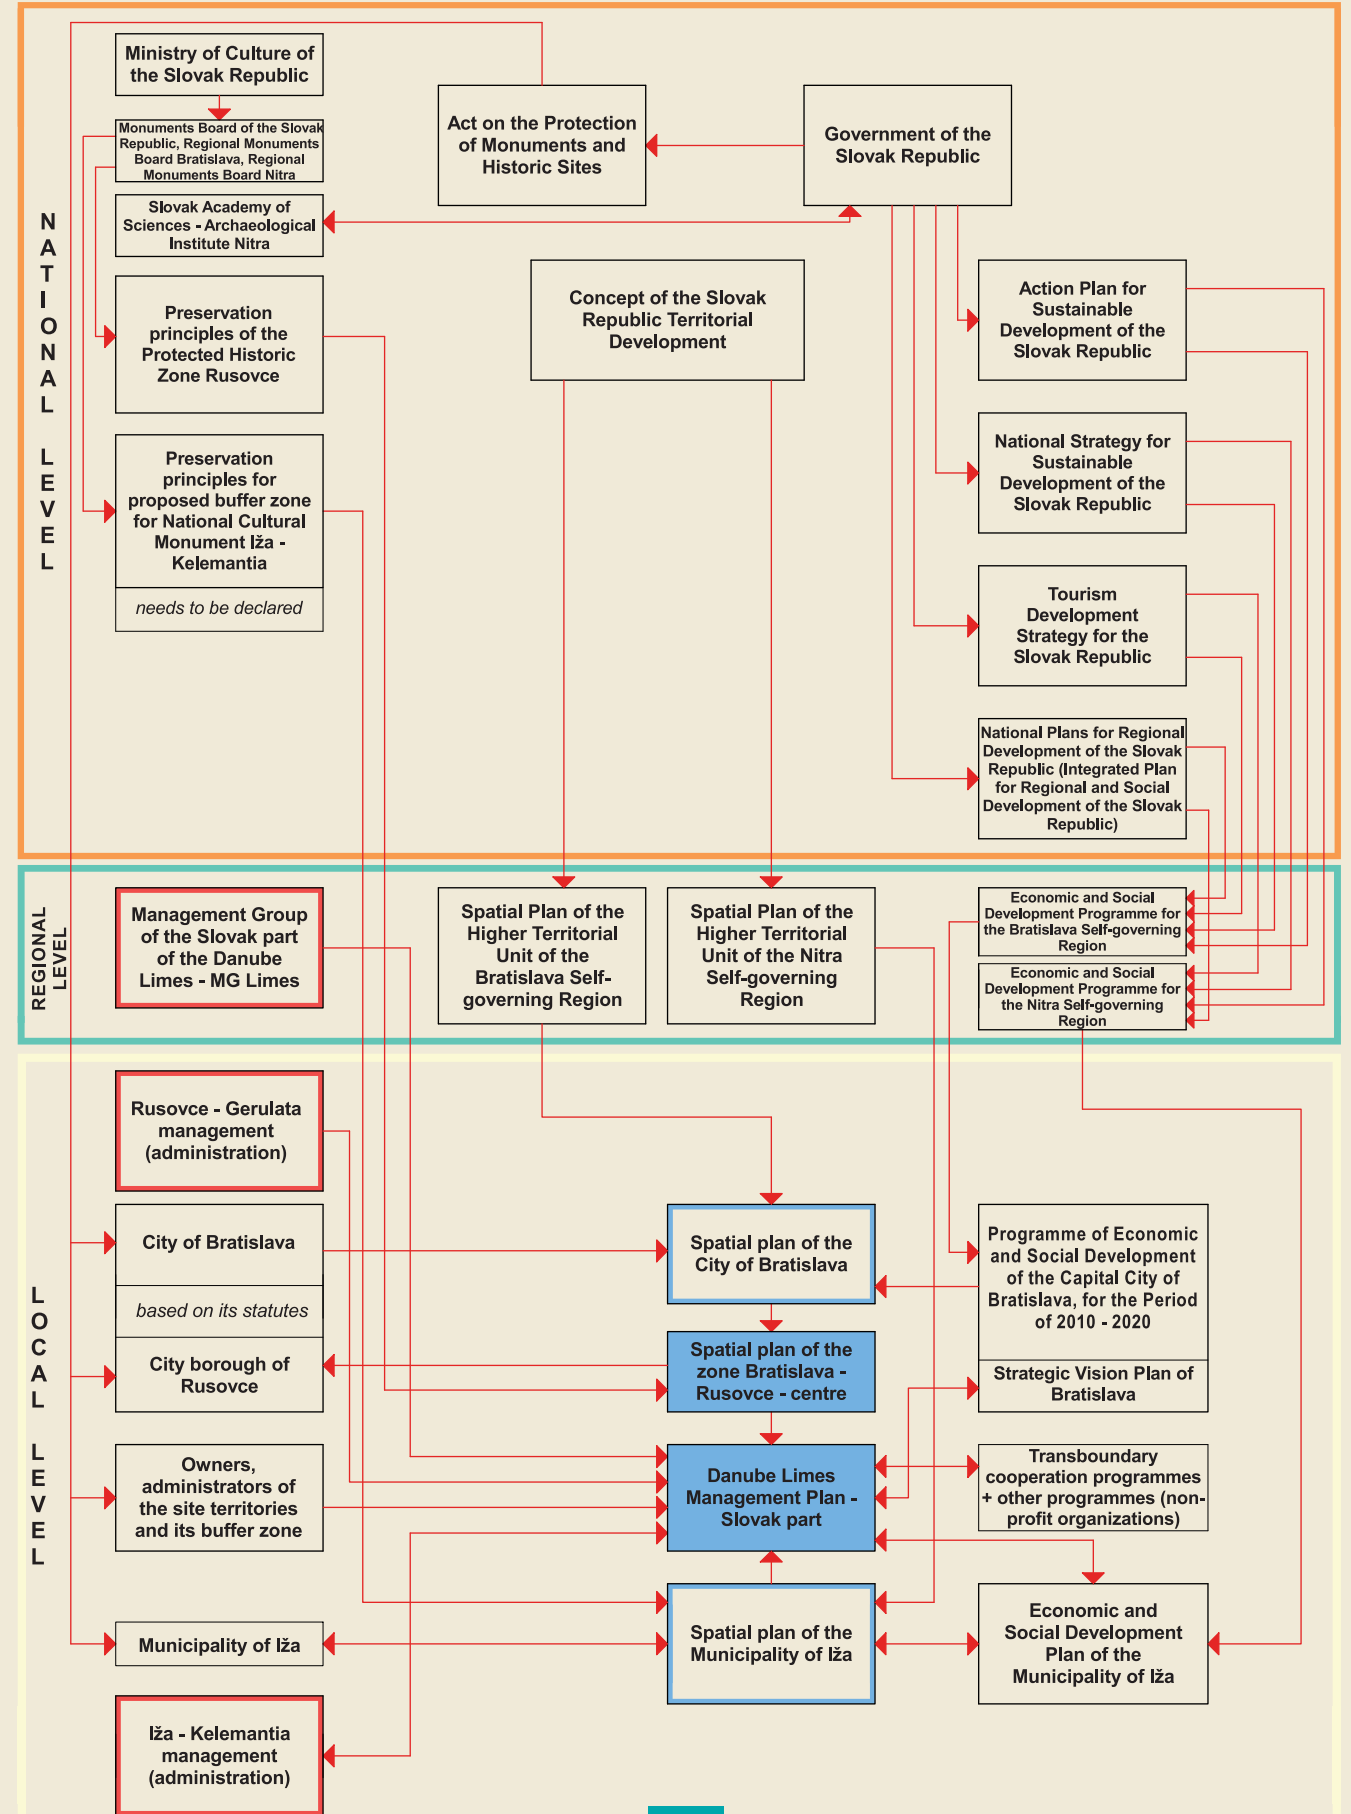 NATIONAL LEVEL
Ministry of Culture of
the Slovak Republic
Monuments Board of the Slovak
Republic, Regional Monuments
Board Bratislava, Regional
Monuments Board Nitra
Slovak Academy of
Sciences - Archaeological
Institute Nitra
Preservation
principles of the
Protected Historic
Zone Rusovce
Preservation
principles for
proposed buffer zone
for National Cultural
Monument Iža -
Kelemantia
needs to be declared
Act on the Protection
of Monuments and
Historic Sites
Government of the
Slovak Republic
Concept of the Slovak
Republic Territorial
Development
Action Plan for
Sustainable
Development of the
Slovak Republic
National Strategy for
Sustainable
Development of the
Slovak Republic
Tourism
Development
Strategy for the
Slovak Republic
National Plans for Regional
Development of the Slovak
Republic (Integrated Plan
for Regional and Social
Development of the Slovak
Republic)
REGIONAL
LEVEL
Management Group
of the Slovak part
of the Danube
Limes - MG Limes
Spatial Plan of the
Higher Territorial
Unit of the
Bratislava Self-
governing Region
Spatial Plan of the
Higher Territorial
Unit of the Nitra
Self-governing
Region
Economic and Social
Development Programme for
the Bratislava Self-governing
Region
Economic and Social
Development Programme for
the Nitra Self-governing
Region
LOCAL LEVEL
Rusovce - Gerulata
management
(administration)
City of Bratislava
based on its statutes
City borough of
Rusovce
Owners,
administrators of
the site territories
and its buffer zone
Municipality of Iža
Iža - Kelemantia
management
(administration)
Spatial plan of the
City of Bratislava
Spatial plan of the
zone Bratislava -
Rusovce - centre
Danube Limes
Management Plan -
Slovak part
Spatial plan of the
Municipality of Iža
Programme of Economic
and Social Development
of the Capital City of
Bratislava, for the Period
of 2010 - 2020
Strategic Vision Plan of
Bratislava
Transboundary
cooperation programmes
+ other programmes (non-
profit organizations)
Economic and
Social Development
Plan of the
Municipality of Iža